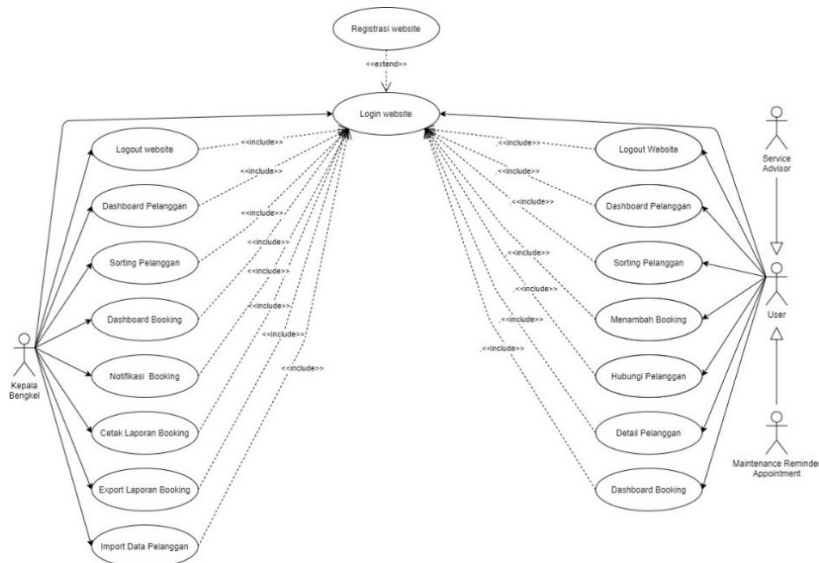 Registrasi website
<<extend>>
Login website
Logout website
<<include>>
Dashboard Pelanggan
<<include>>
Sorting Pelanggan
<<include>>
Dashboard Booking
<<include>>
Notifikasi Booking
<<include>>
Cetak Laporan Booking
<<include>>
Export Laporan Booking
<<include>>
Import Data Pelanggan
<<include>>
Kepala
Bengkel
Logout Website
<<include>>
Dashboard Pelanggan
<<include>>
Sorting Pelanggan
<<include>>
Menambah Booking
<<include>>
Hubungi Pelanggan
<<include>>
Detail Pelanggan
<<include>>
Dashboard Booking
<<include>>
Service
Advisor
User
Maintenance Reminder
Appointment